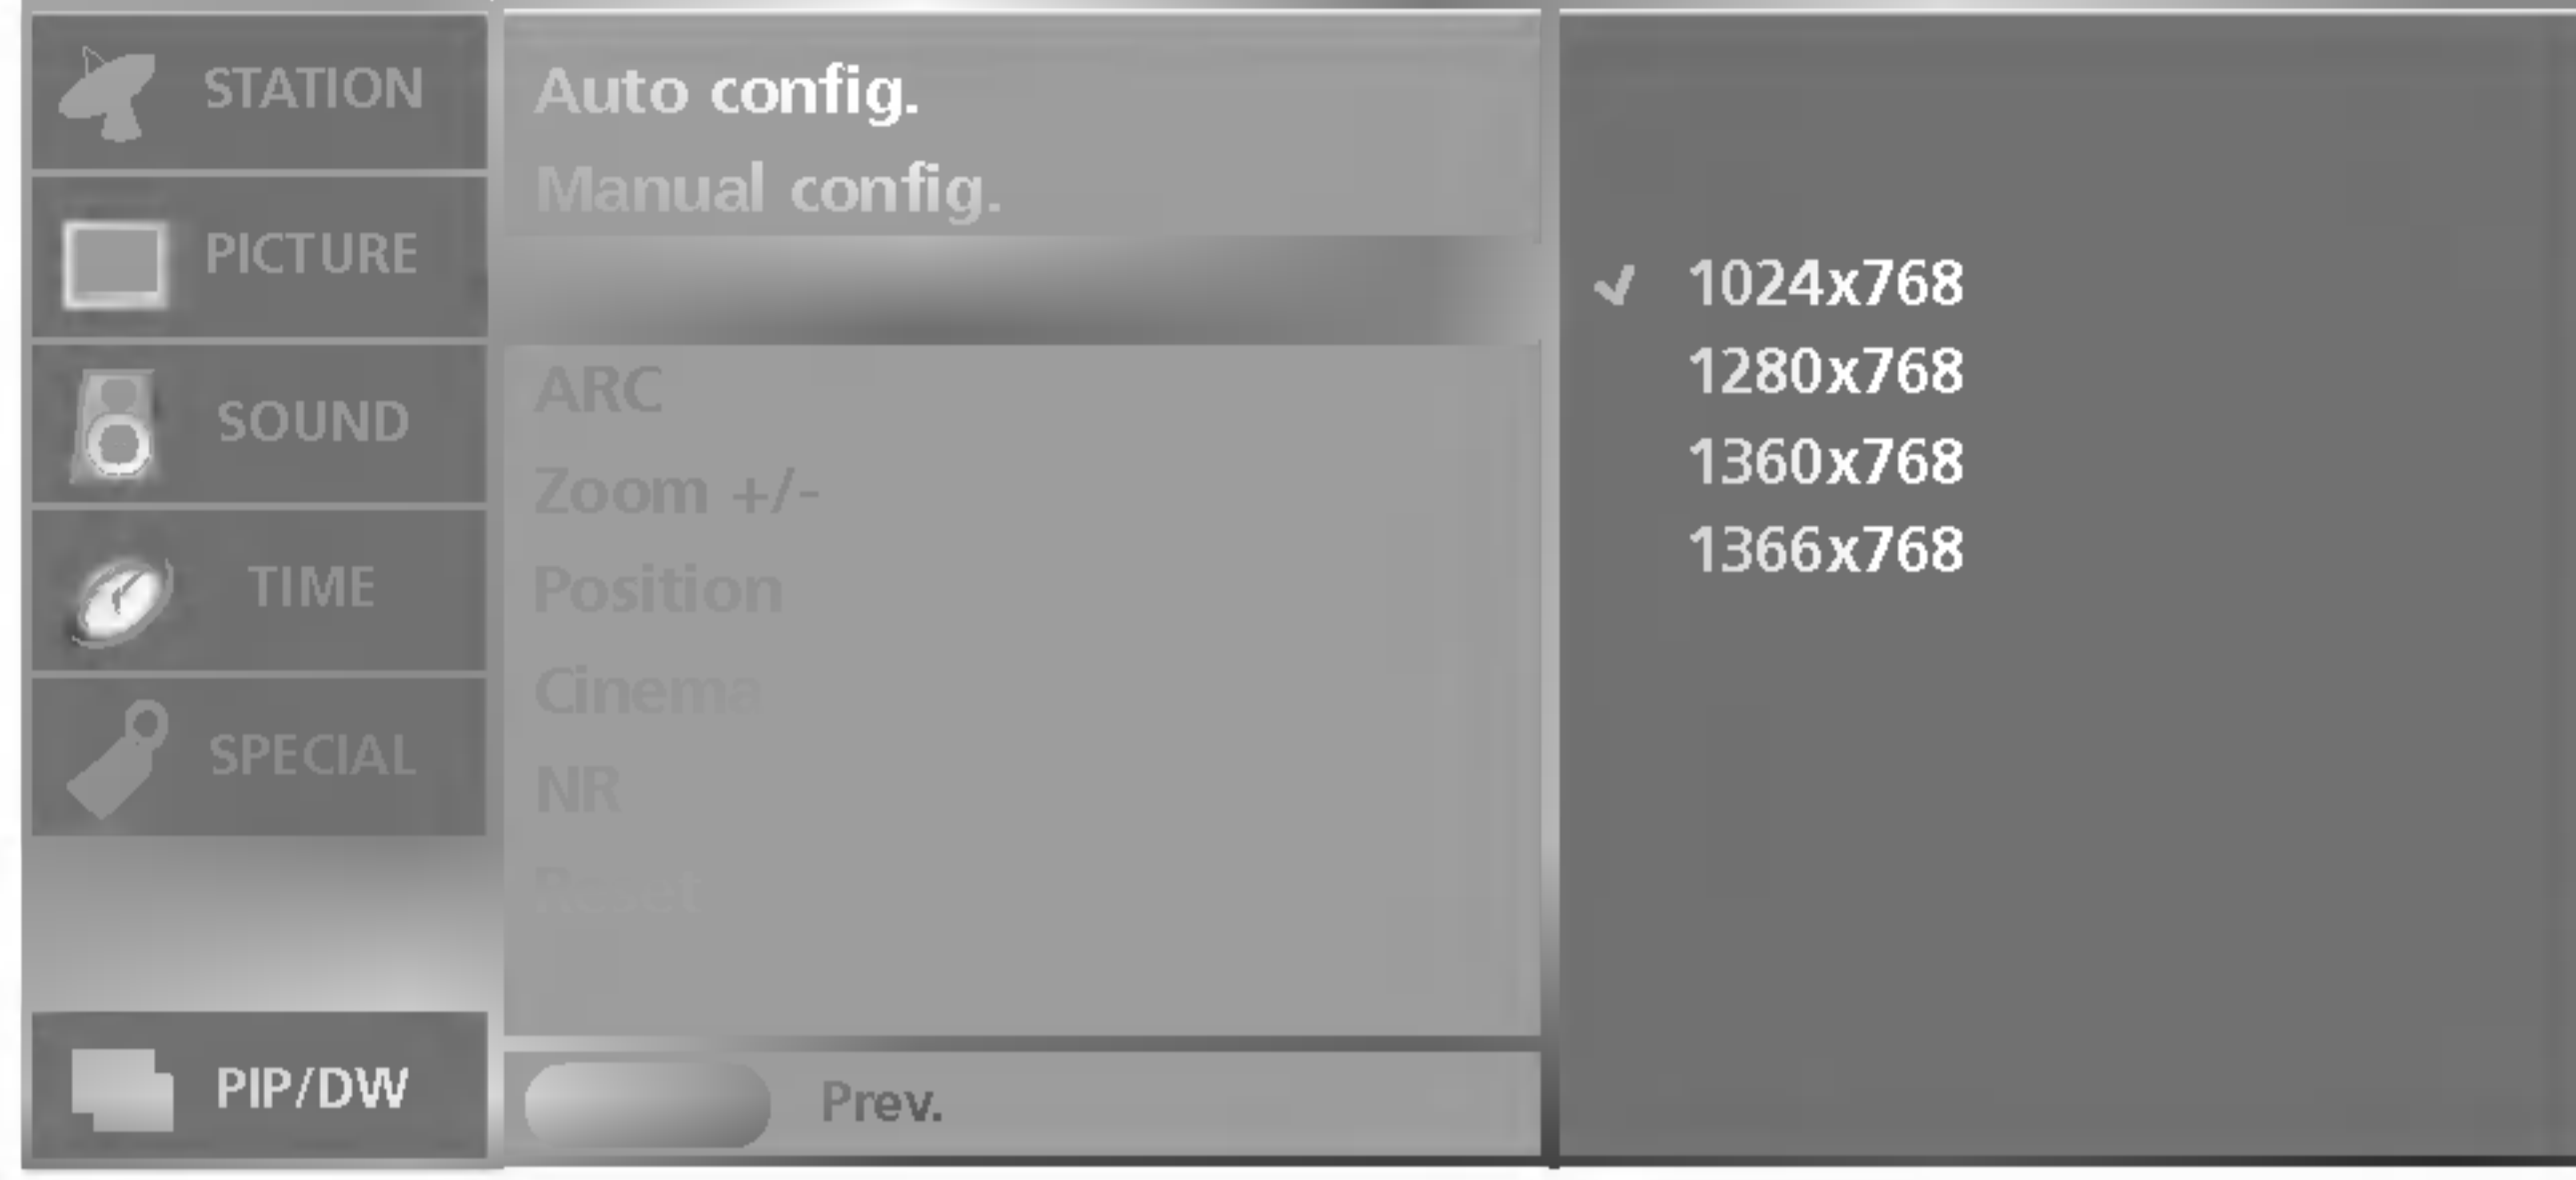 STATION
PICTURE
SOUND
TIME
SPECIAL
PIP/DW
Auto config.
Manual config.
ARC
Zoom +/-
Position
Cinema
NR
Reset
Prev.
1024x768
1280x768
1360x768
1366x768